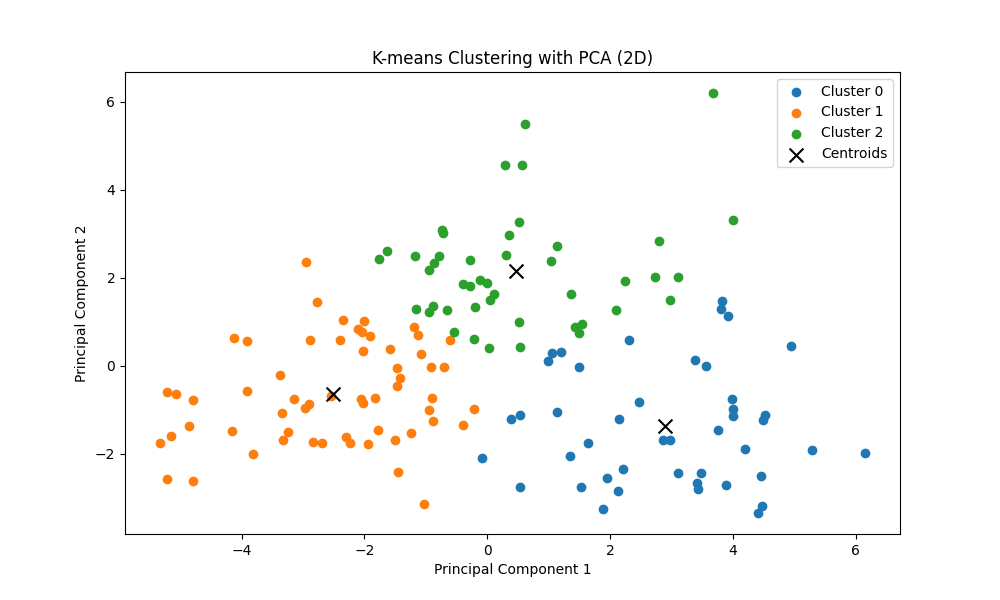 K-means Clustering with PCA (2D)
Cluster 0
Cluster 1
Cluster 2
Centroids
6
4
2
0
−2
Principal Component 2
−4
−2
0
2
4
6
Principal Component 1